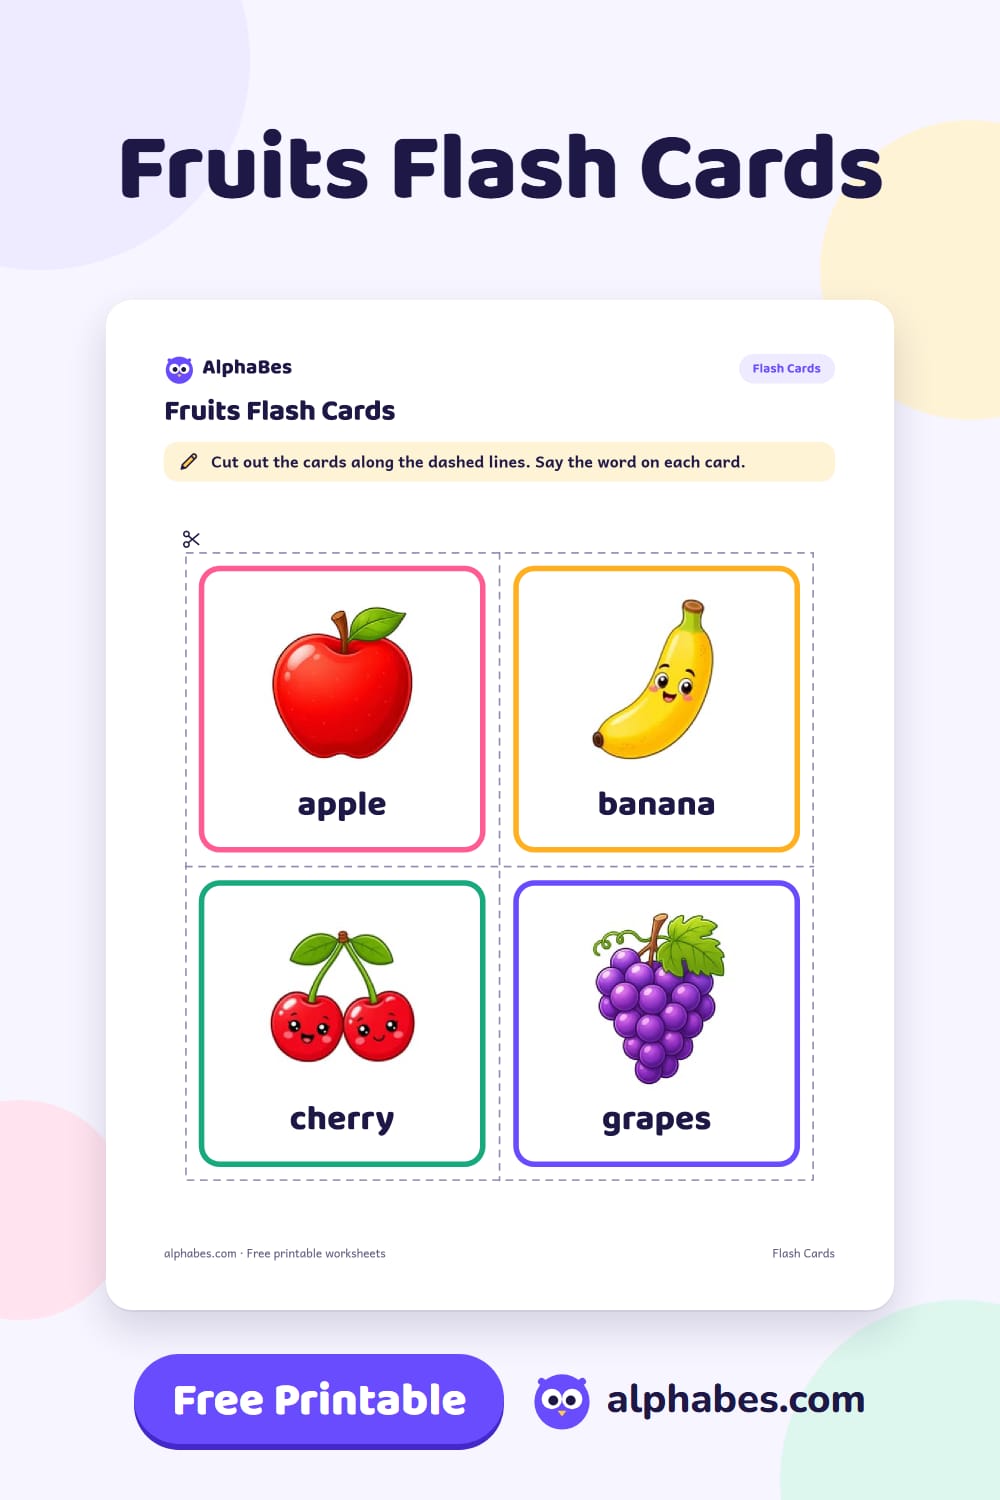 Fruits Flash Cards
AlphaBes
Flash Cards
Fruits Flash Cards
Cut out the cards along the dashed lines. Say the word on each card.
apple
banana
cherry
grapes
alphabes.com · Free printable worksheets
Flash Cards
Free Printable
alphabes.com